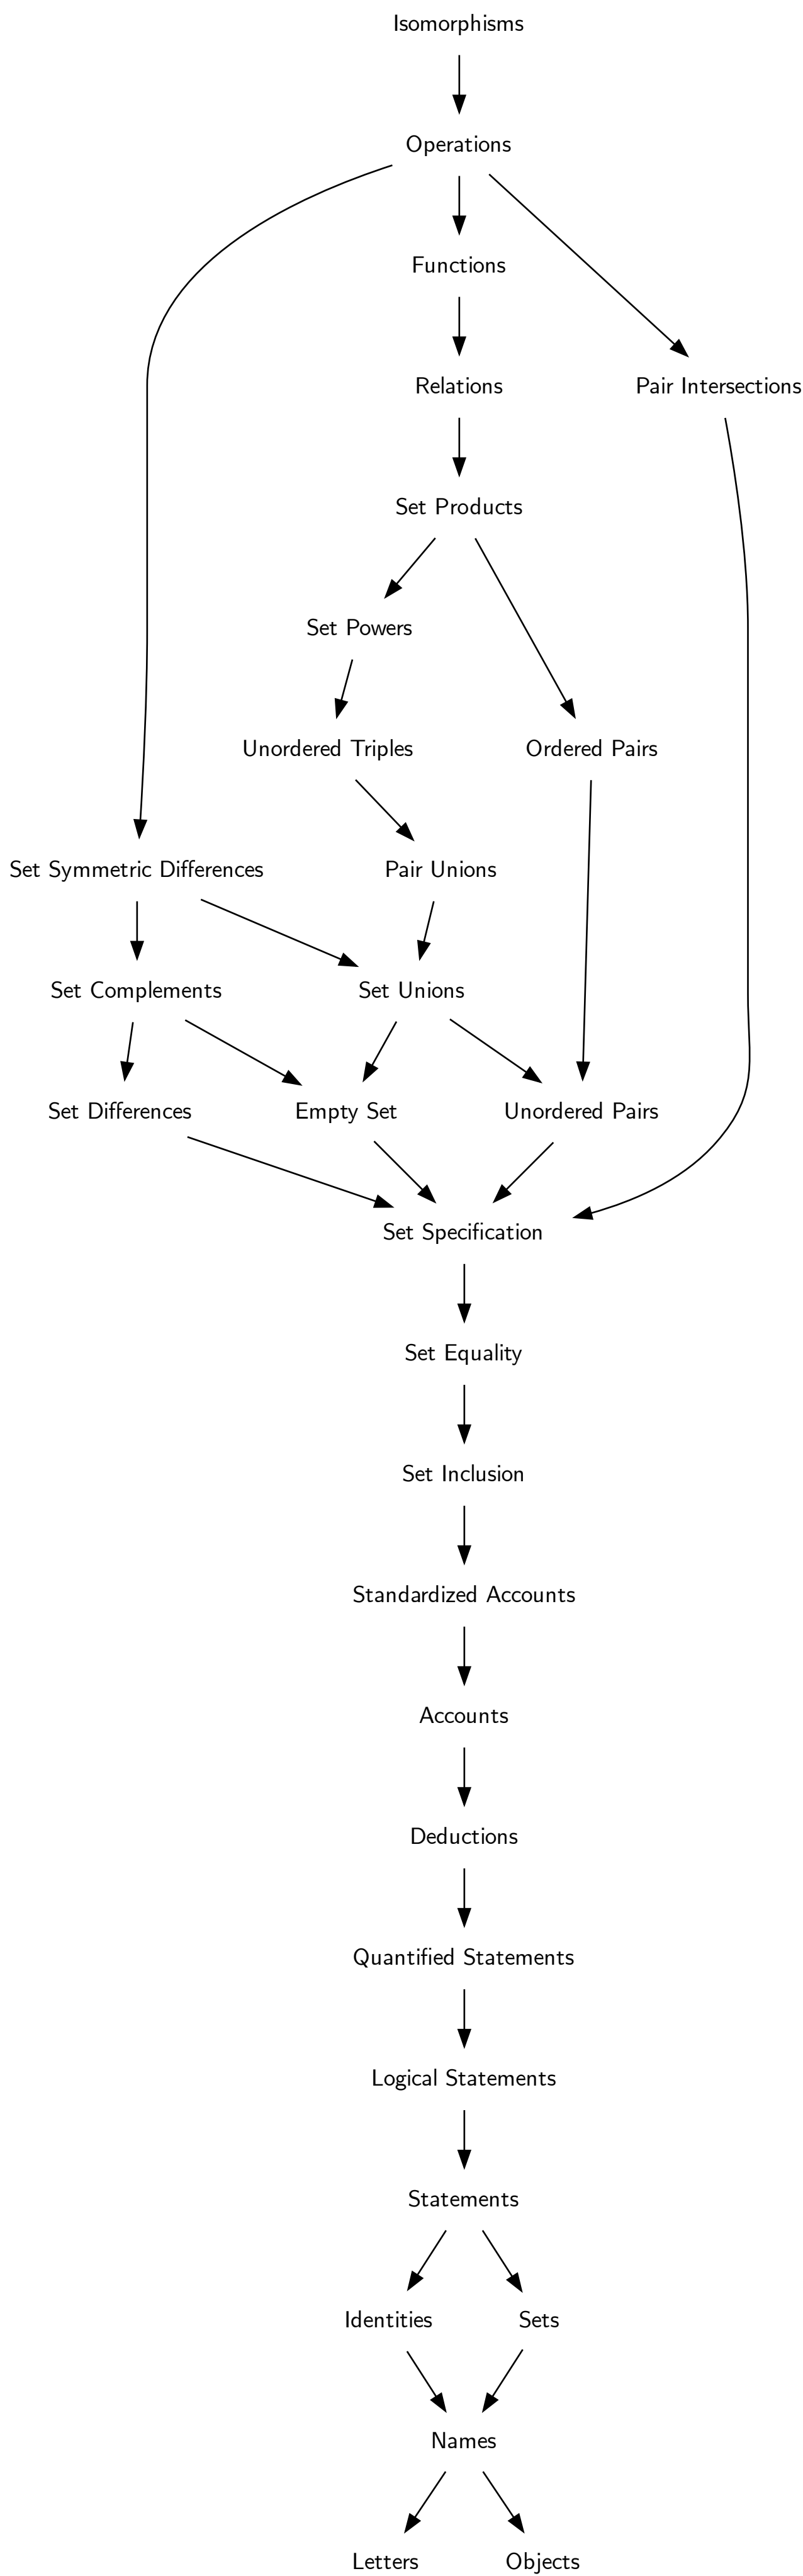 Isomorphisms
Operations
Functions
Relations
Pair Intersections
Set Products
Set Powers
Unordered Triples
Ordered Pairs
Set Symmetric Differences
Pair Unions
Set Complements
Set Unions
Set Differences
Empty Set
Unordered Pairs
Set Specification
Set Equality
Set Inclusion
Standardized Accounts
Accounts
Deductions
Quantified Statements
Logical Statements
Statements
Identities
Sets
Names
Letters
Objects